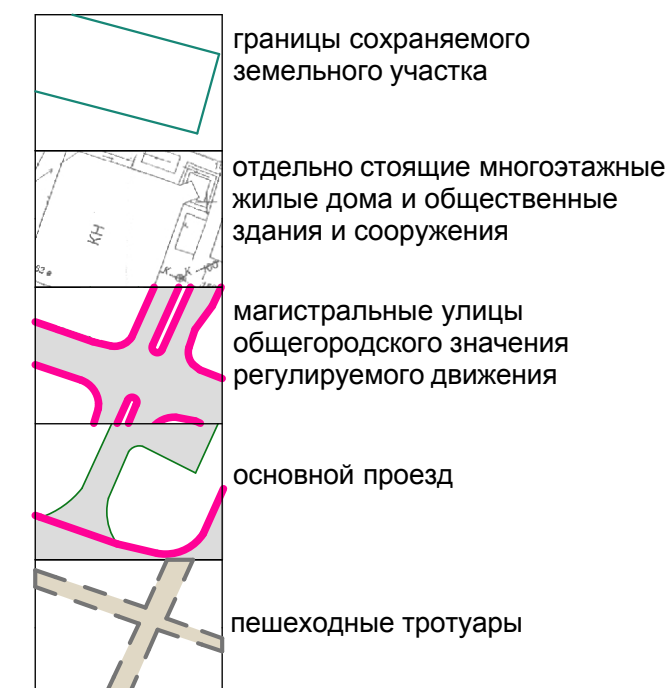 границы сохраняемого
земельного участка
отдельно стоящие многоэтажные
жилые дома и общественные
здания и сооружения
КН
К
К
магистральные улицы
общегородского значения
регулируемого движения
основной проезд
пешеходные тротуары